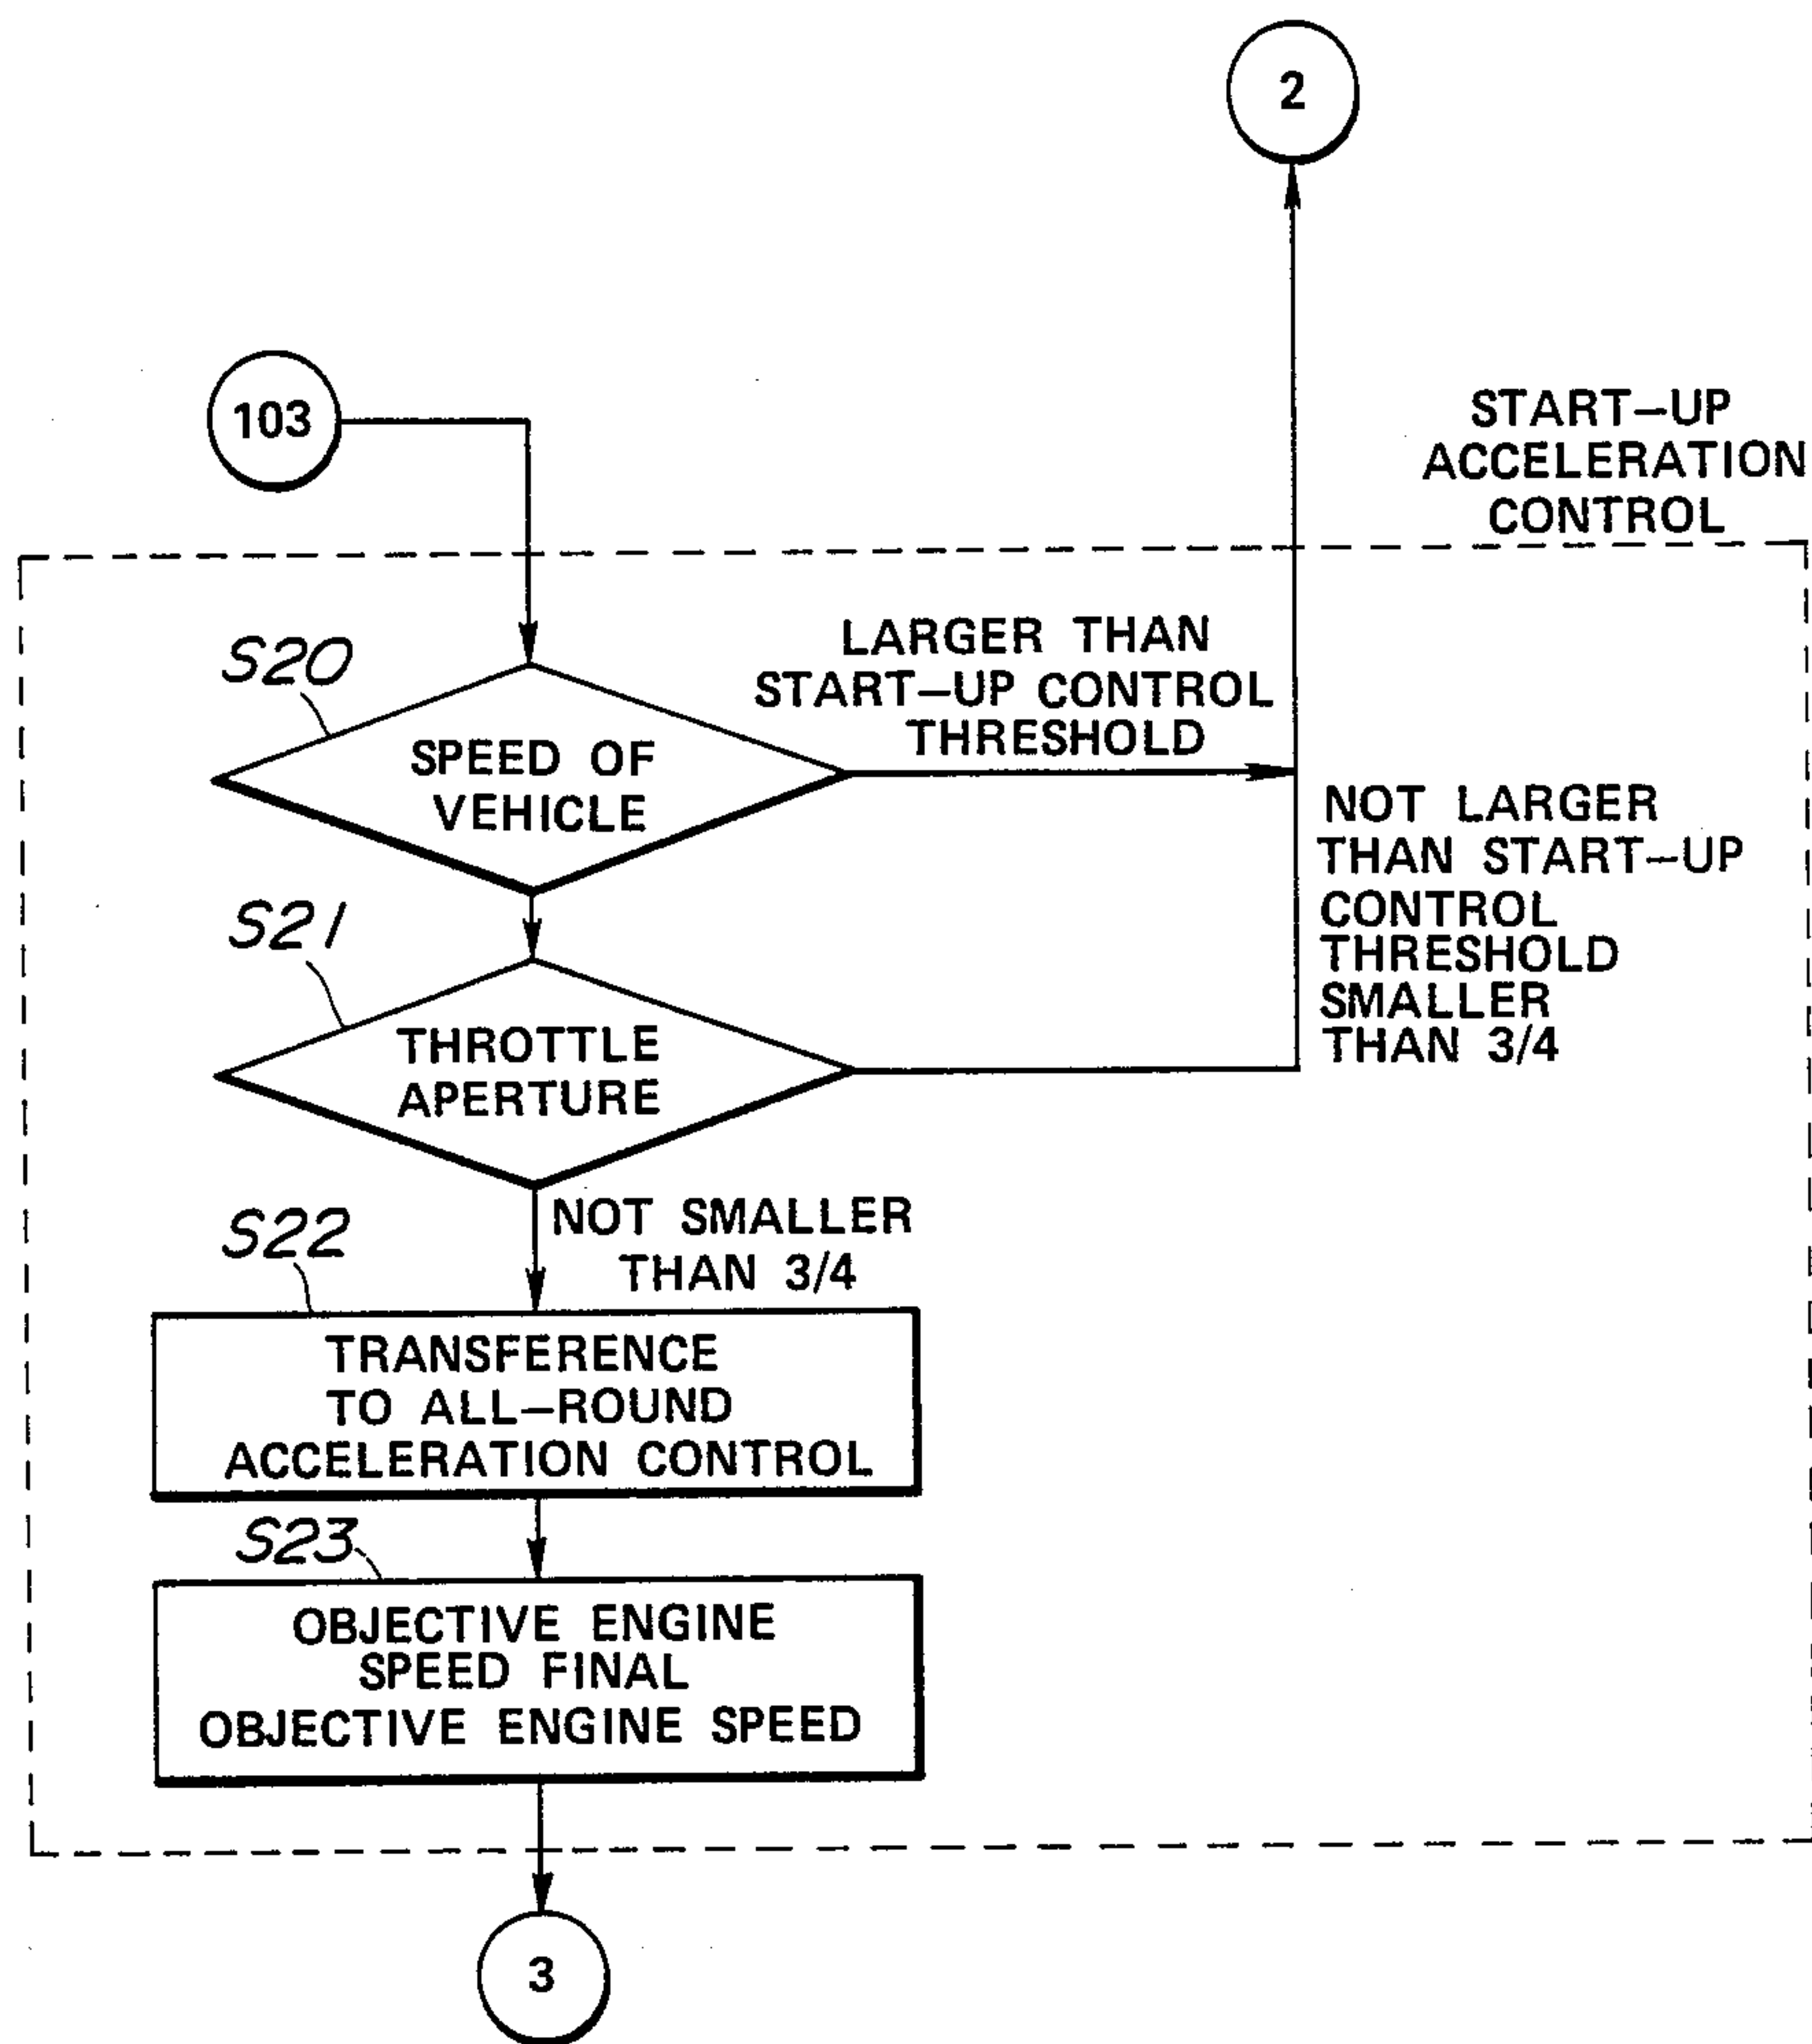 2
103
START-UP
ACCELERATION
CONTROL
S20
SPEED OF
VEHICLE
LARGER THAN
START-UP CONTROL
THRESHOLD
NOT LARGER
THAN START-UP
CONTROL
THRESHOLD
SMALLER
THAN 3/4
S21
THROTTLE
APERTURE
NOT SMALLER
THAN 3/4
S22
TRANSFERENCE
TO ALL-ROUND
ACCELERATION CONTROL
S23
OBJECTIVE ENGINE
SPEED FINAL
OBJECTIVE ENGINE SPEED
3